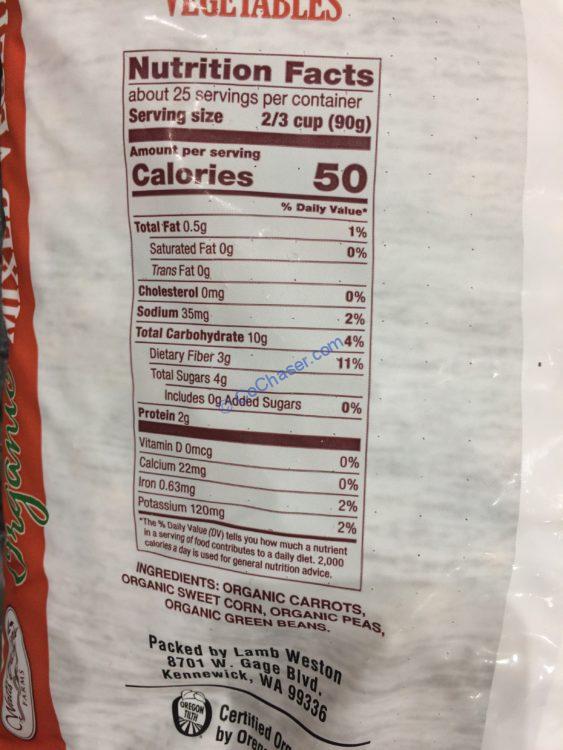 VEGETABLES
Nutrition Facts
about 25 servings per container
Serving size 2/3 cup (90g)
Amount per serving
Calories 50
% Daily Value*
Total Fat 0.5g 1%
Saturated Fat 0g 0%
Trans Fat 0g
Cholesterol 0mg 0%
Sodium 35mg 2%
Total Carbohydrate 10g 4%
Dietary Fiber 3g 11%
Total Sugars 4g
Includes 0g Added Sugars 0%
Protein 2g
Vitamin D 0mcg 0%
Calcium 22mg 0%
Iron 0.63mg 2%
Potassium 120mg 2%
*The % Daily Value (DV) tells you how much a nutrient
in a serving of food contributes to a daily diet. 2,000
calories a day is used for general nutrition advice.
INGREDIENTS: ORGANIC CARROTS,
ORGANIC SWEET CORN, ORGANIC PEAS,
ORGANIC GREEN BEANS.
Packed by Lamb Weston
8701 W. Gage Blvd.
Kennewick, WA 99336
OREGON
TILTH
Certified
by
Organic
MIXED
FARMS
CoChaser.com